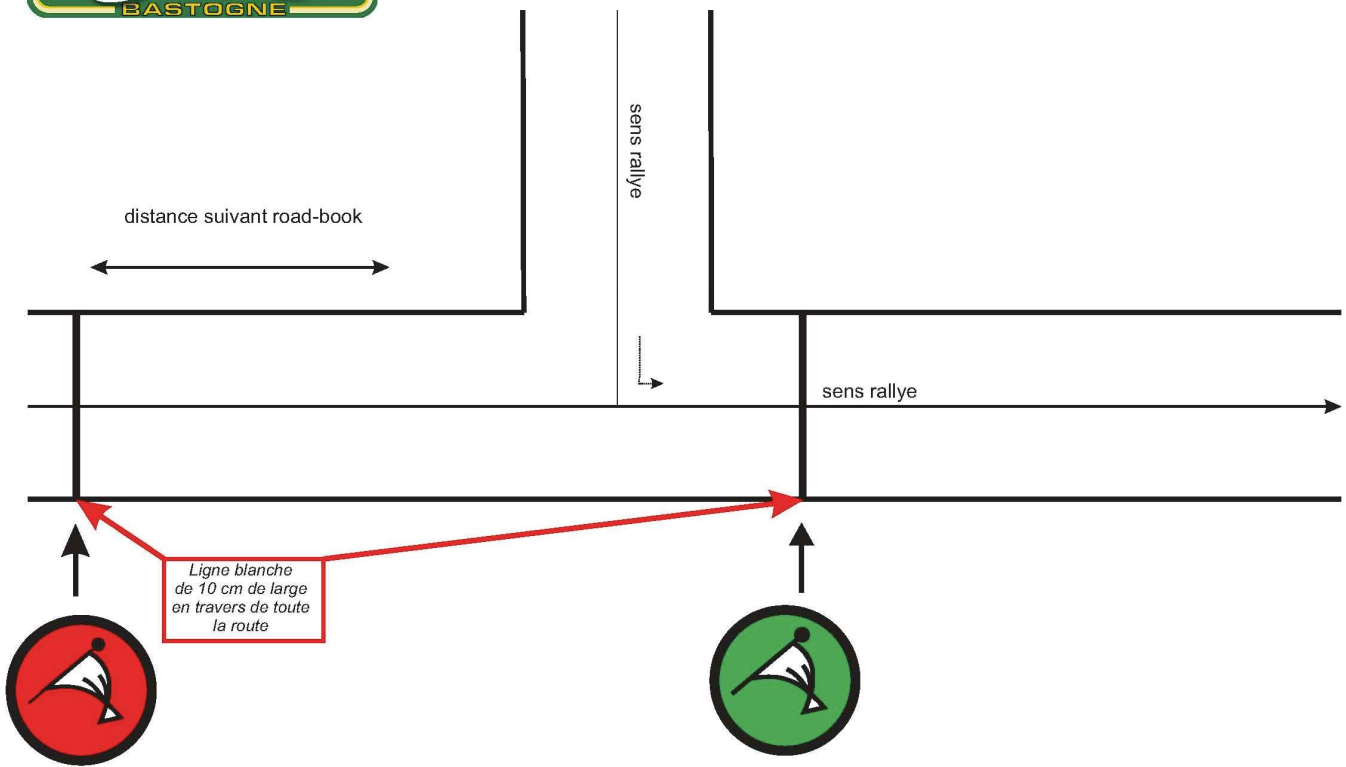 BASTOGNE
sens rallye
distance suivant road-book
sens rallye
Ligne blanche
de 10 cm de large
en travers de toute
la route